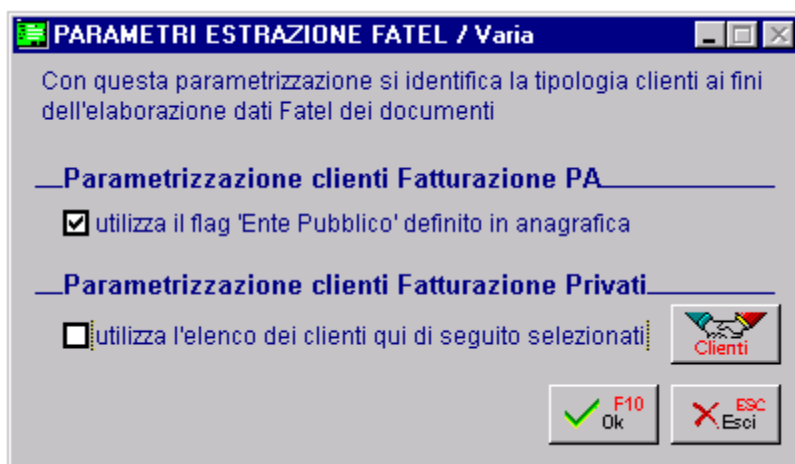 PARAMETRI ESTRAZIONE FATEL / Varia
Con questa parametrizzazione si identifica la tipologia clienti ai fini
dell'elaborazione dati Fatel dei documenti
Parametrizzazione clienti Fatturazione PA
utilizza il flag 'Ente Pubblico' definito in anagrafica
Parametrizzazione clienti Fatturazione Privati
utilizza l'elenco dei clienti qui di seguito selezionati
Clienti
F10
Ok
ESC
Esci